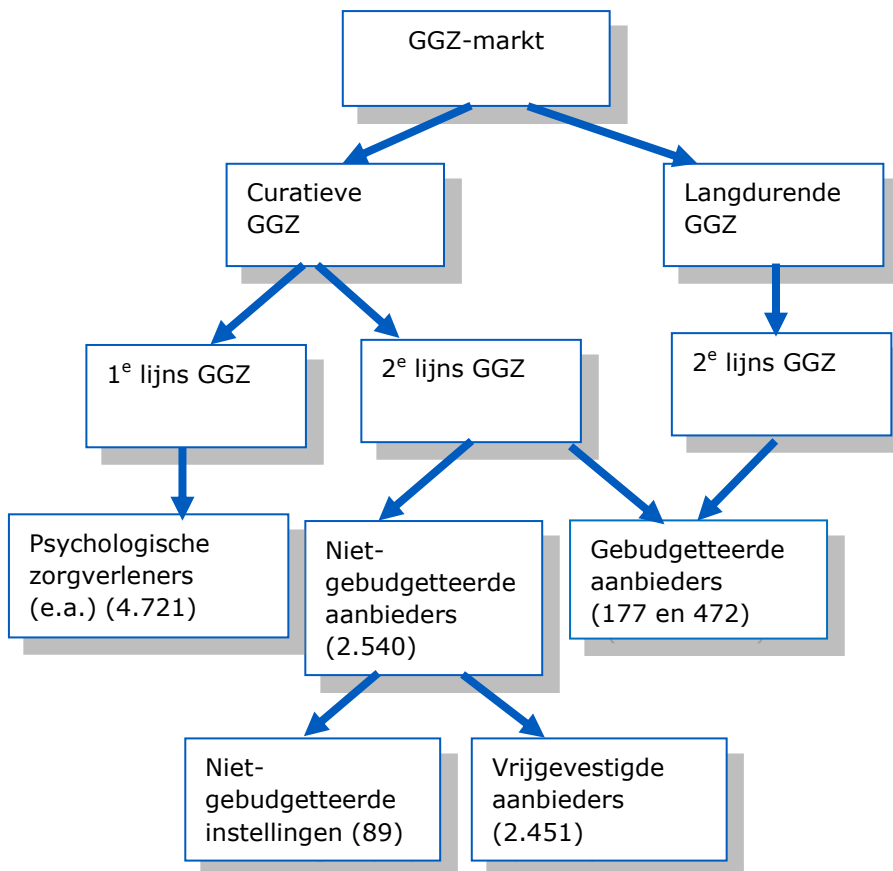 GGZ-markt
Curatieve
GGZ
Langdurende
GGZ
1e lijns GGZ
2e lijns GGZ
2e lijns GGZ
Psychologische
zorgverleners
(e.a.) (4.721)
Niet-
gebudgetteerde
aanbieders
(2.540)
Gebudgetteerde
aanbieders
(177 en 472)
Niet-
gebudgetteerde
instellingen (89)
Vrijgevestigde
aanbieders
(2.451)